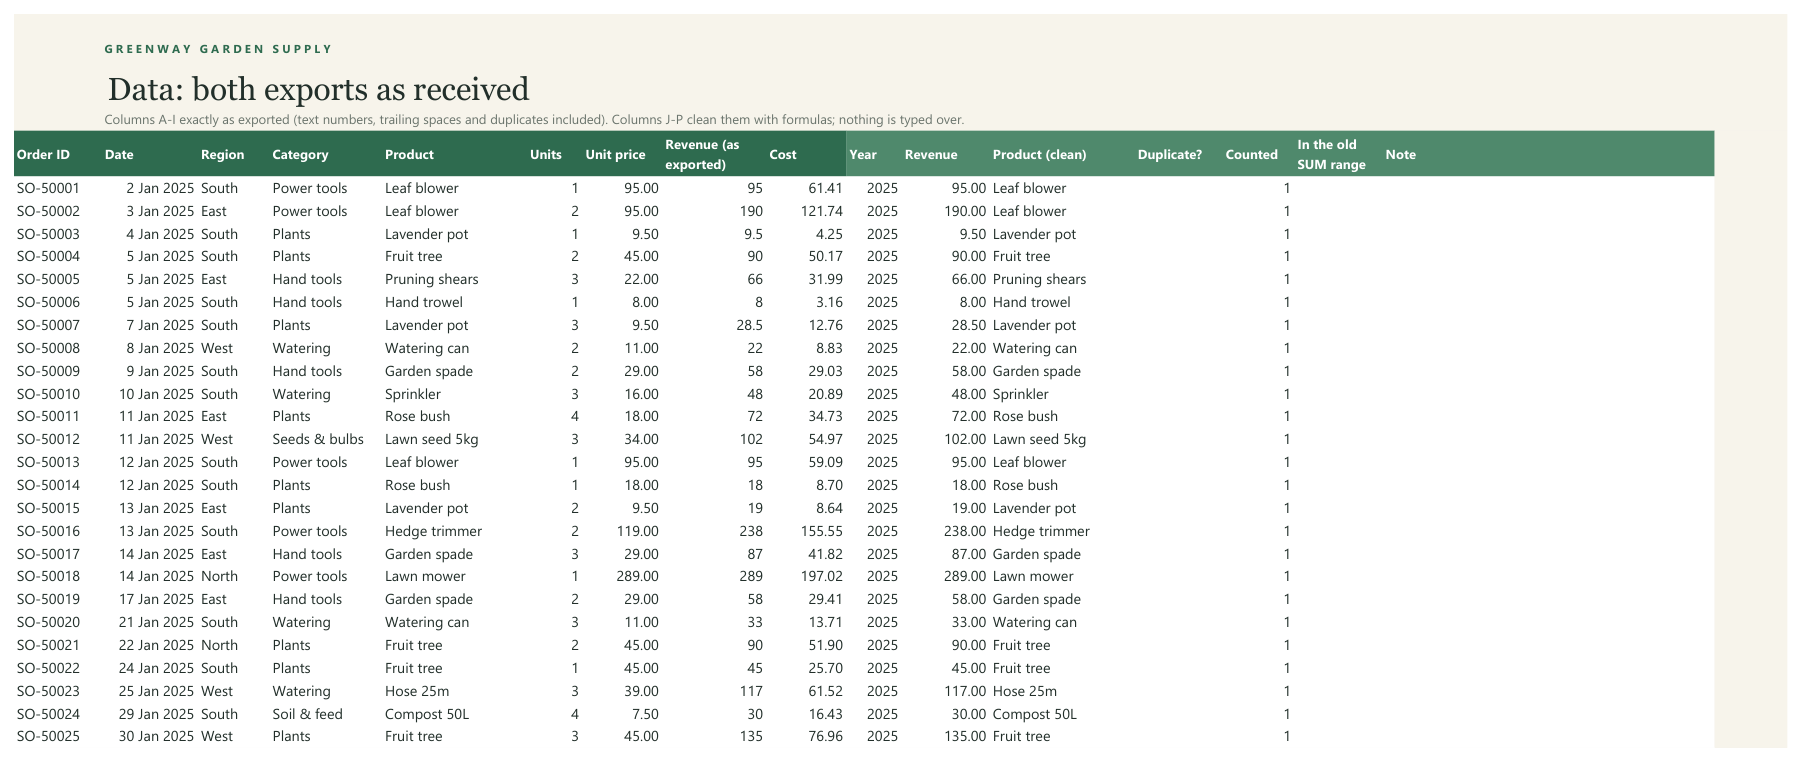 GREENWAY GARDEN SUPPLY
Data: both exports as received
Columns A-I exactly as exported (text numbers, trailing spaces and duplicates included). Columns J-P clean them with formulas; nothing is typed over.
Order ID Date Region Category Product Units Unit price Revenue (as exported) Cost Year Revenue Product (clean) Duplicate? Counted In the old SUM range Note
SO-50001 2 Jan 2025 South Power tools Leaf blower 1 95.00 95 61.41 2025 95.00 Leaf blower 1
SO-50002 3 Jan 2025 East Power tools Leaf blower 2 95.00 190 121.74 2025 190.00 Leaf blower 1
SO-50003 4 Jan 2025 South Plants Lavender pot 1 9.50 9.5 4.25 2025 9.50 Lavender pot 1
SO-50004 5 Jan 2025 South Plants Fruit tree 2 45.00 90 50.17 2025 90.00 Fruit tree 1
SO-50005 5 Jan 2025 East Hand tools Pruning shears 3 22.00 66 31.99 2025 66.00 Pruning shears 1
SO-50006 5 Jan 2025 South Hand tools Hand trowel 1 8.00 8 3.16 2025 8.00 Hand trowel 1
SO-50007 7 Jan 2025 South Plants Lavender pot 3 9.50 28.5 12.76 2025 28.50 Lavender pot 1
SO-50008 8 Jan 2025 West Watering Watering can 2 11.00 22 8.83 2025 22.00 Watering can 1
SO-50009 9 Jan 2025 South Hand tools Garden spade 2 29.00 58 29.03 2025 58.00 Garden spade 1
SO-50010 10 Jan 2025 South Watering Sprinkler 3 16.00 48 20.89 2025 48.00 Sprinkler 1
SO-50011 11 Jan 2025 East Plants Rose bush 4 18.00 72 34.73 2025 72.00 Rose bush 1
SO-50012 11 Jan 2025 West Seeds & bulbs Lawn seed 5kg 3 34.00 102 54.97 2025 102.00 Lawn seed 5kg 1
SO-50013 12 Jan 2025 South Power tools Leaf blower 1 95.00 95 59.09 2025 95.00 Leaf blower 1
SO-50014 12 Jan 2025 South Plants Rose bush 1 18.00 18 8.70 2025 18.00 Rose bush 1
SO-50015 13 Jan 2025 East Plants Lavender pot 2 9.50 19 8.64 2025 19.00 Lavender pot 1
SO-50016 13 Jan 2025 South Power tools Hedge trimmer 2 119.00 238 155.55 2025 238.00 Hedge trimmer 1
SO-50017 14 Jan 2025 East Hand tools Garden spade 3 29.00 87 41.82 2025 87.00 Garden spade 1
SO-50018 14 Jan 2025 North Power tools Lawn mower 1 289.00 289 197.02 2025 289.00 Lawn mower 1
SO-50019 17 Jan 2025 East Hand tools Garden spade 2 29.00 58 29.41 2025 58.00 Garden spade 1
SO-50020 21 Jan 2025 South Watering Watering can 3 11.00 33 13.71 2025 33.00 Watering can 1
SO-50021 22 Jan 2025 North Plants Fruit tree 2 45.00 90 51.90 2025 90.00 Fruit tree 1
SO-50022 24 Jan 2025 South Plants Fruit tree 1 45.00 45 25.70 2025 45.00 Fruit tree 1
SO-50023 25 Jan 2025 West Watering Hose 25m 3 39.00 117 61.52 2025 117.00 Hose 25m 1
SO-50024 29 Jan 2025 South Soil & feed Compost 50L 4 7.50 30 16.43 2025 30.00 Compost 50L 1
SO-50025 30 Jan 2025 West Plants Fruit tree 3 45.00 135 76.96 2025 135.00 Fruit tree 1